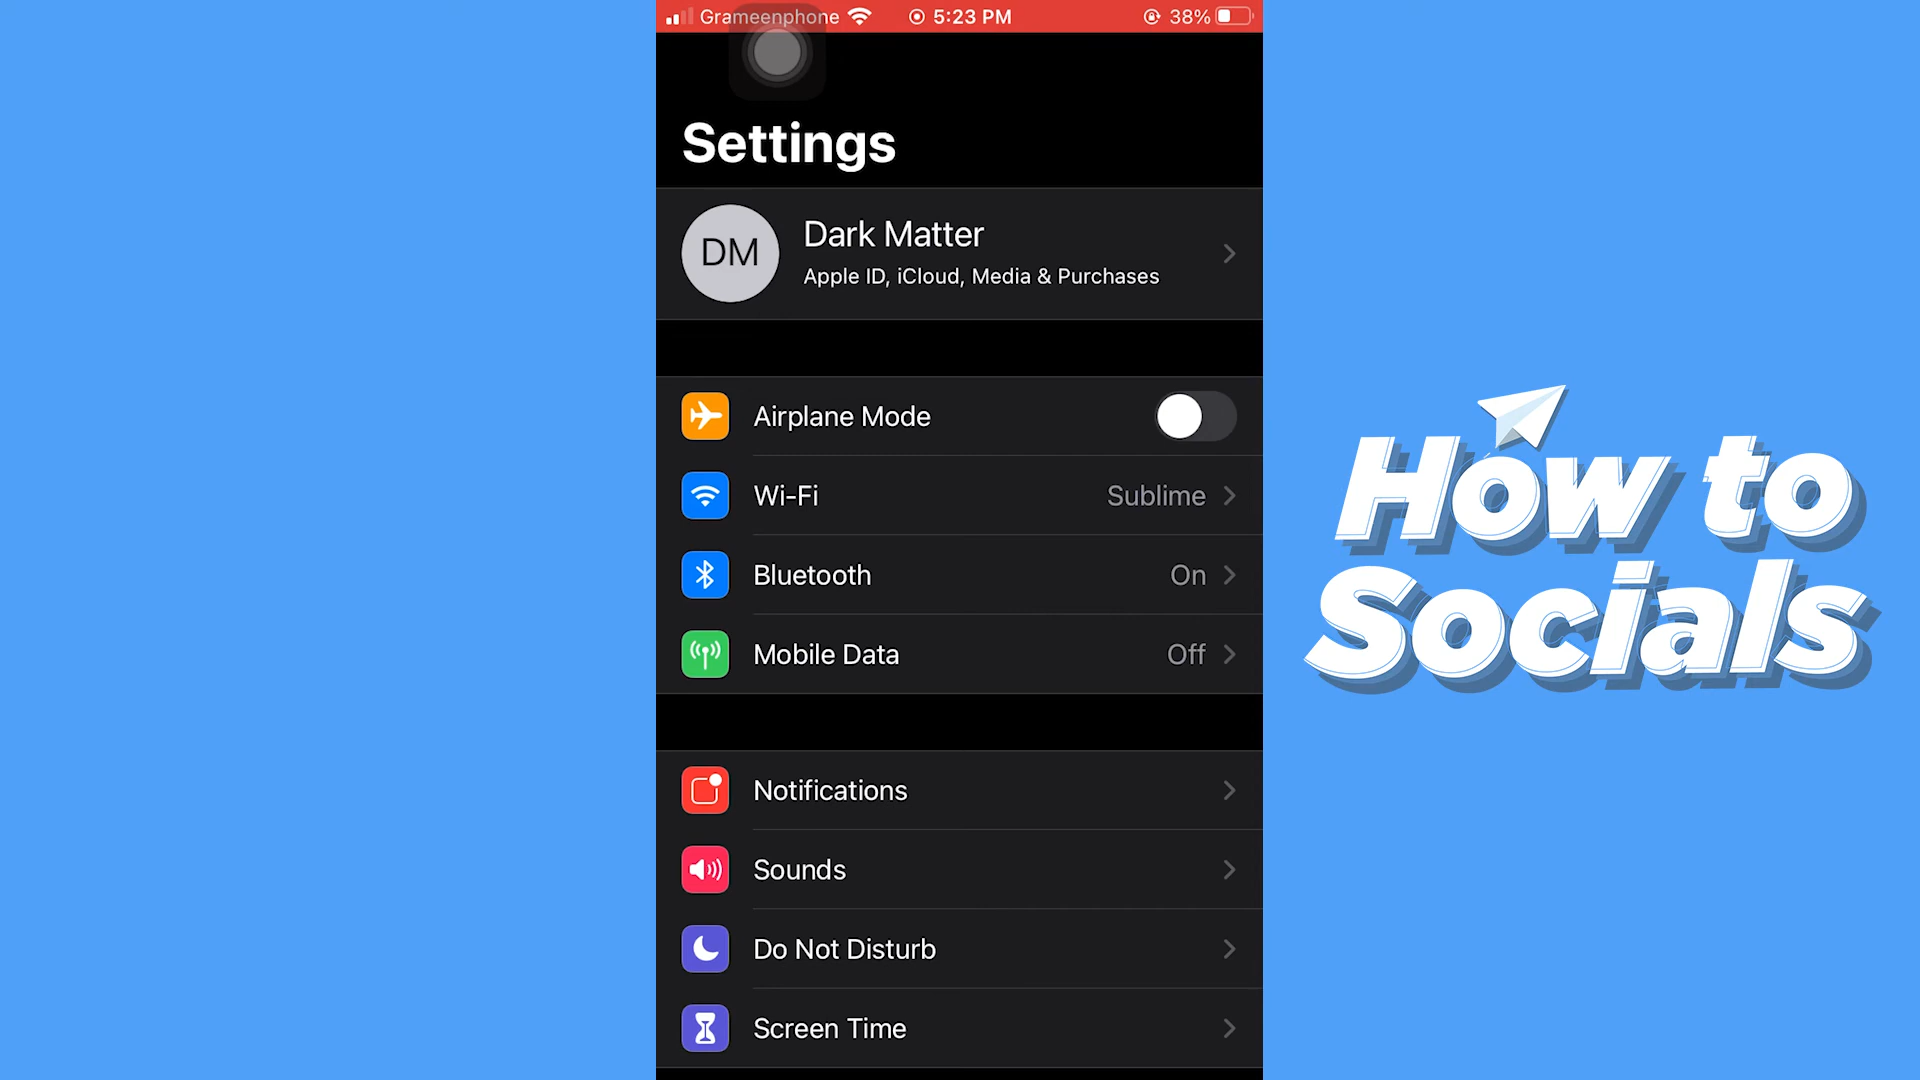 Grameenphone 5:23 PM 38%
Settings
DM
Dark Matter
Apple ID, iCloud, Media & Purchases
Airplane Mode
Wi-Fi Sublime
Bluetooth On
Mobile Data Off
Notifications
Sounds
Do Not Disturb
Screen Time
How to
Socials